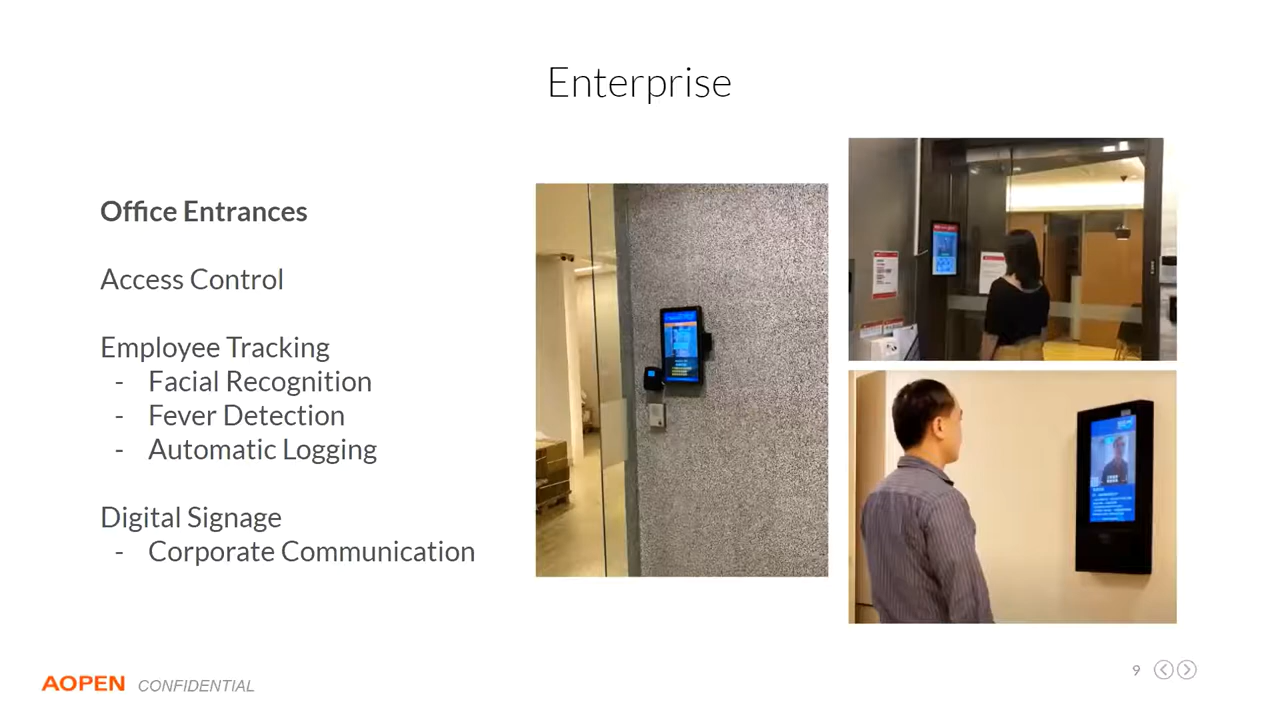 Enterprise
Office Entrances
Access Control
Employee Tracking
- Facial Recognition
- Fever Detection
- Automatic Logging
Digital Signage
- Corporate Communication
AOPEN CONFIDENTIAL
9